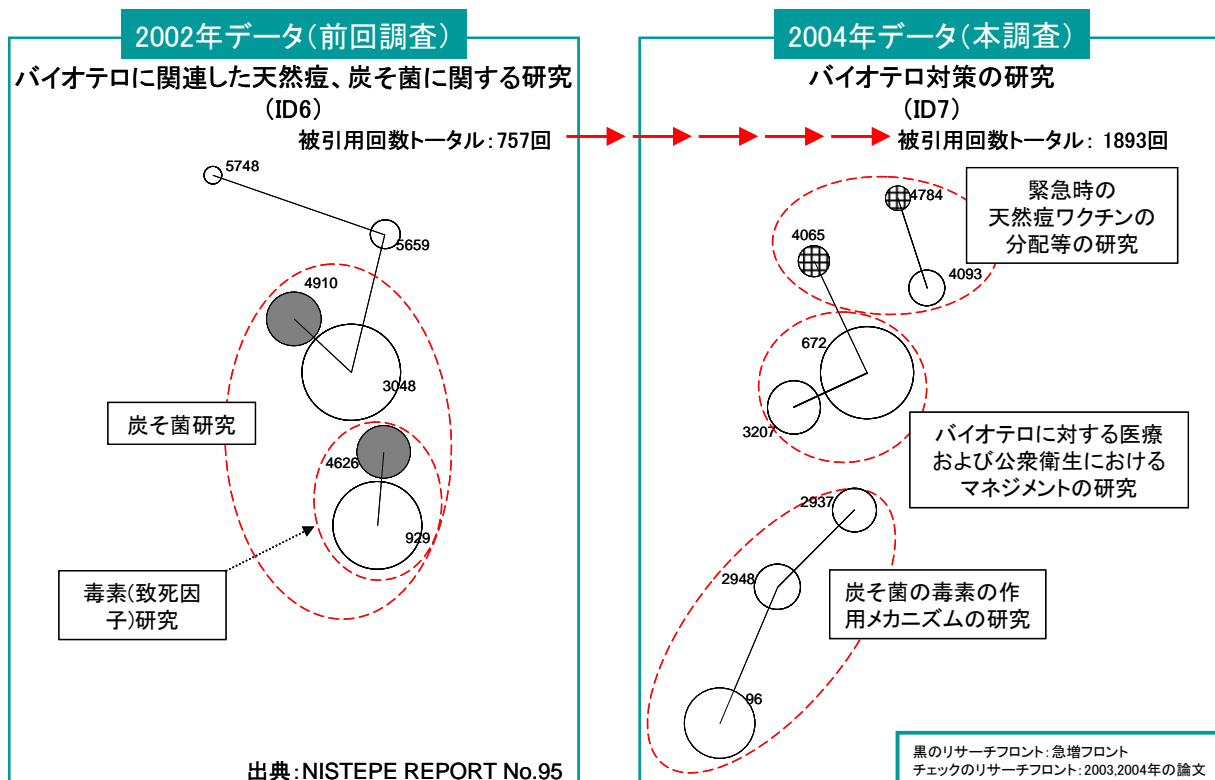 2002年データ(前回調査)
バイオテロに関連した天然痘、炭そ菌に関する研究
(ID6)
被引用回数トータル:757回
5748
5659
4910
3048
炭そ菌研究
4626
929
毒素(致死因
子)研究
出典:NISTEPE REPORT No.95
2004年データ(本調査)
バイオテロ対策の研究
(ID7)
被引用回数トータル: 1893回
4784
緊急時の
天然痘ワクチンの
分配等の研究
4065
4093
672
3207
バイオテロに対する医療
および公衆衛生における
マネジメントの研究
2937
2948
炭そ菌の毒素の作
用メカニズムの研究
96
黒のリサーチフロント:急増フロント
チェックのリサーチフロント:2003,2004年の論文